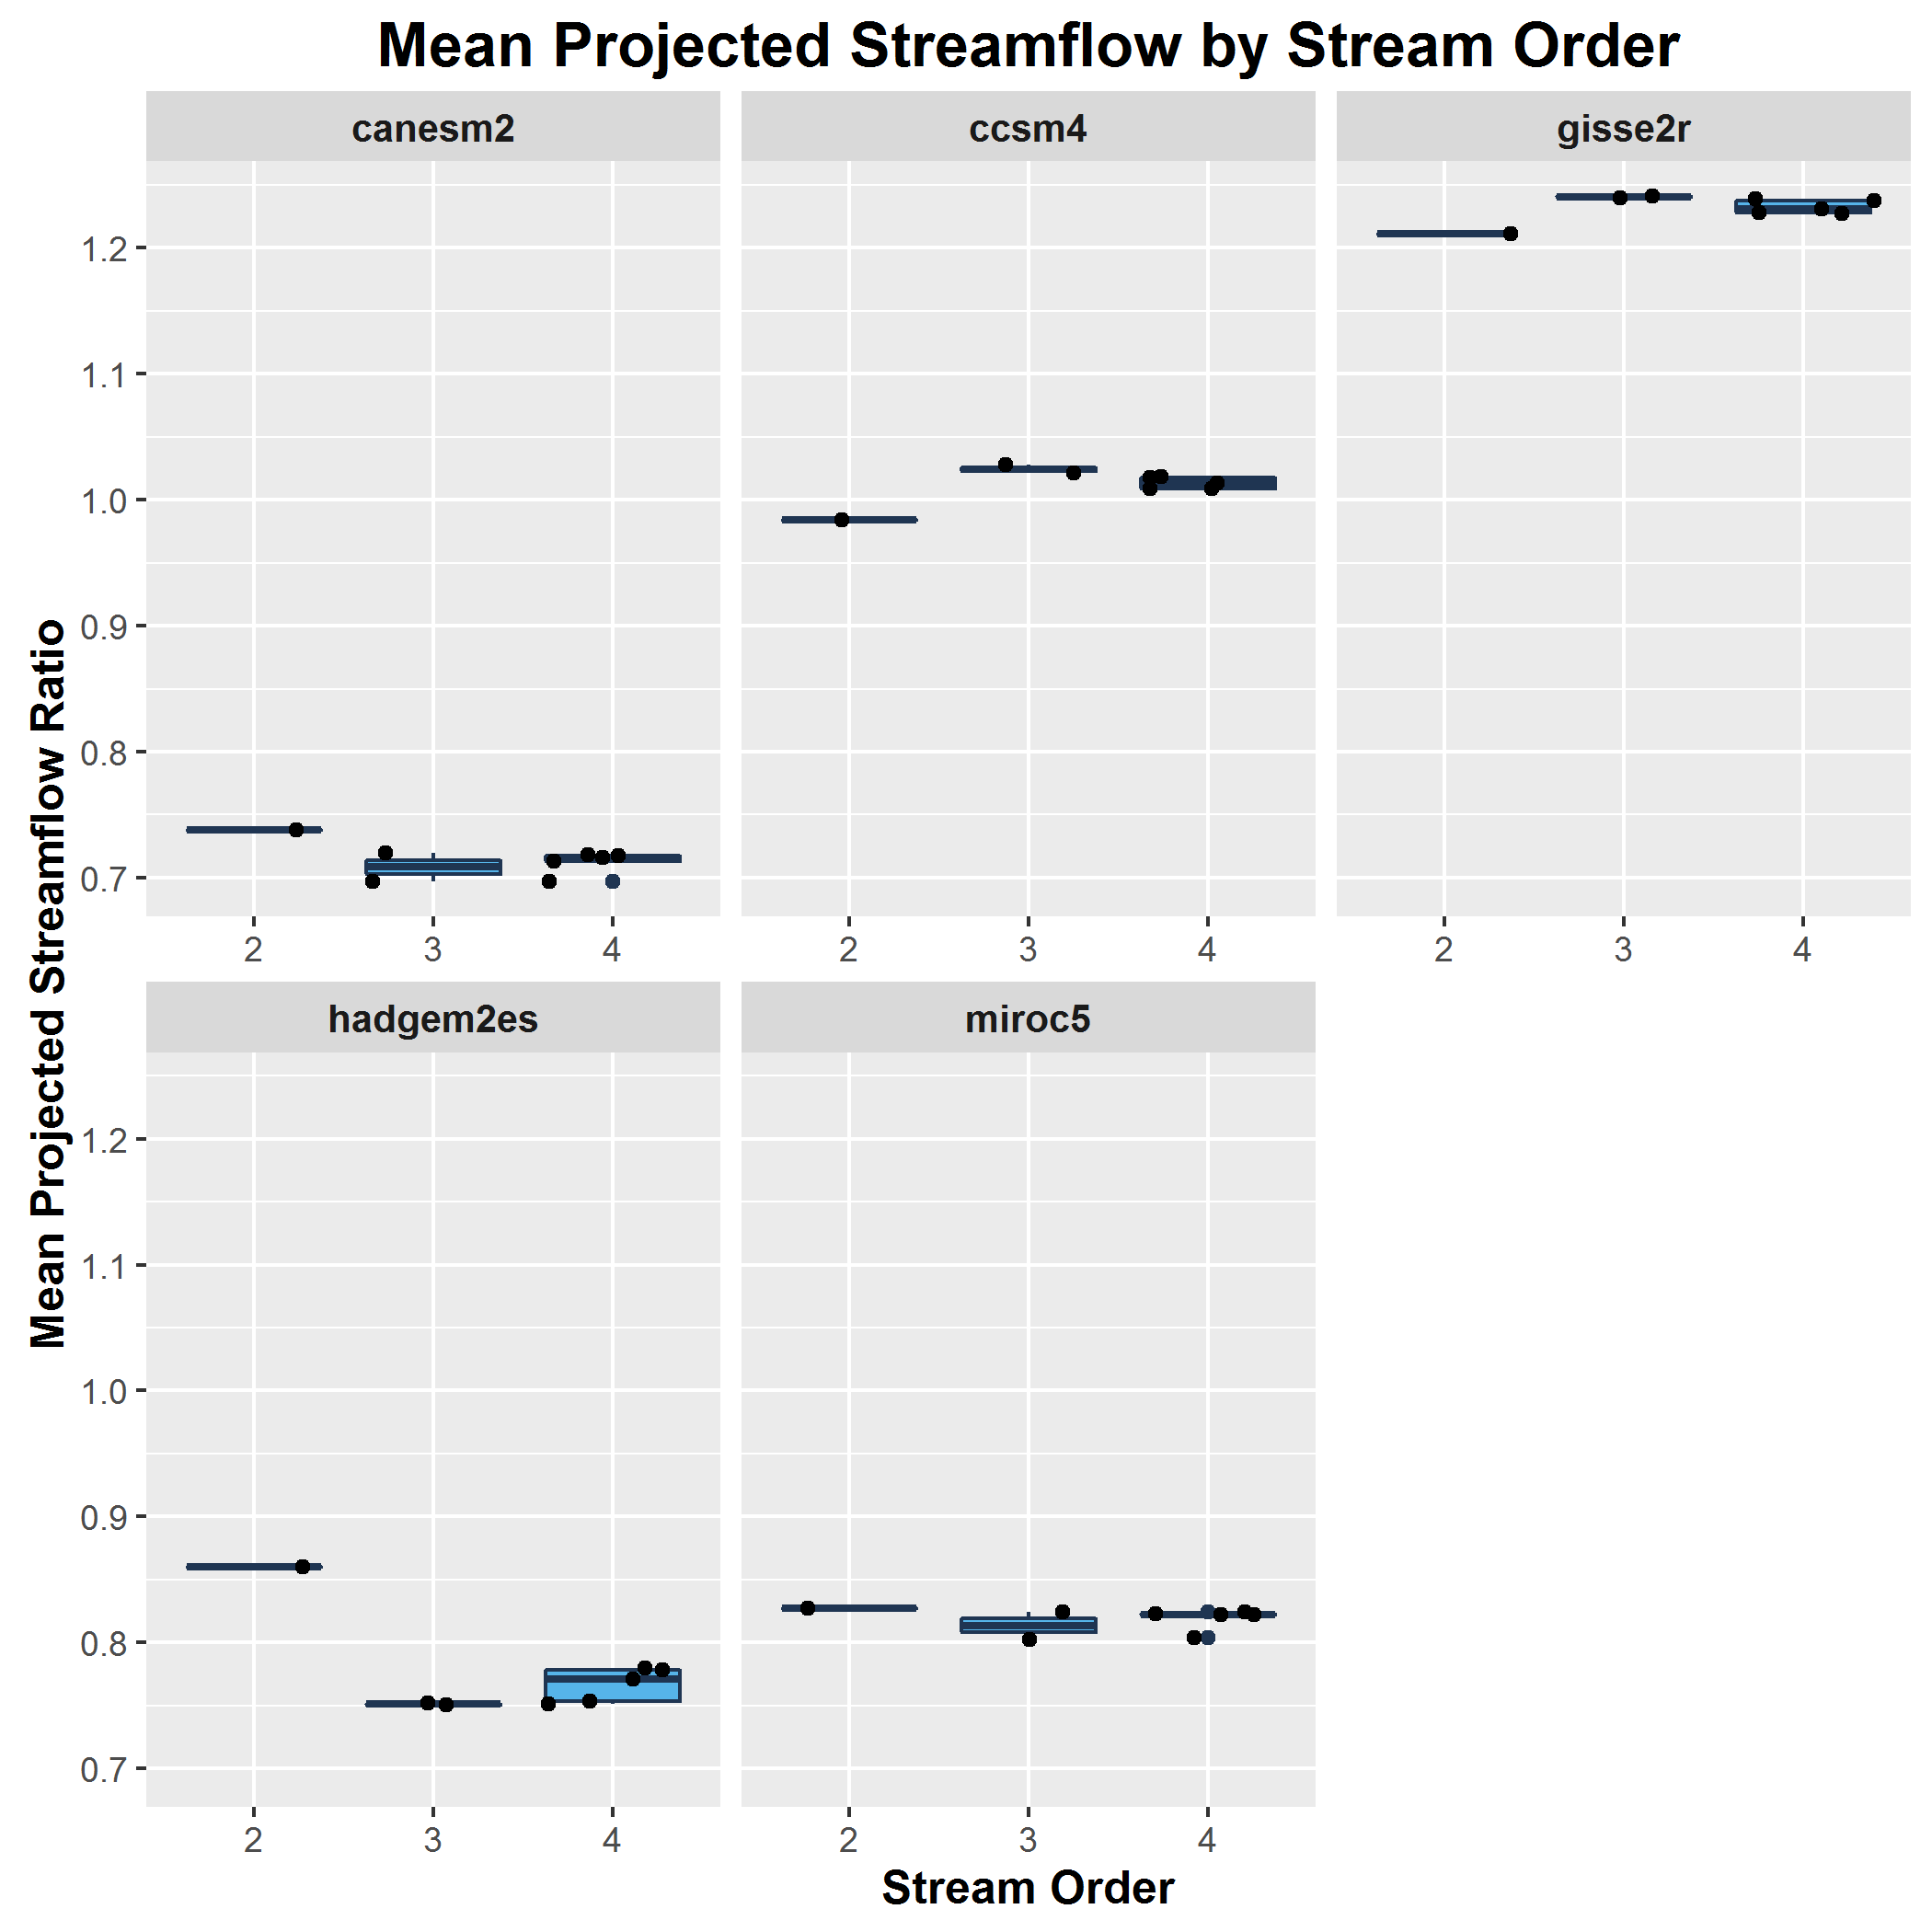 Mean Projected Streamflow by Stream Order
canesm2
ccsm4
gisse2r
Mean Projected Streamflow Ratio
1.2
1.1
1.0
0.9
0.8
0.7
2 3 4
2 3 4
2 3 4
hadgem2es
miroc5
1.2
1.1
1.0
0.9
0.8
0.7
2 3 4
2 3 4
Stream Order